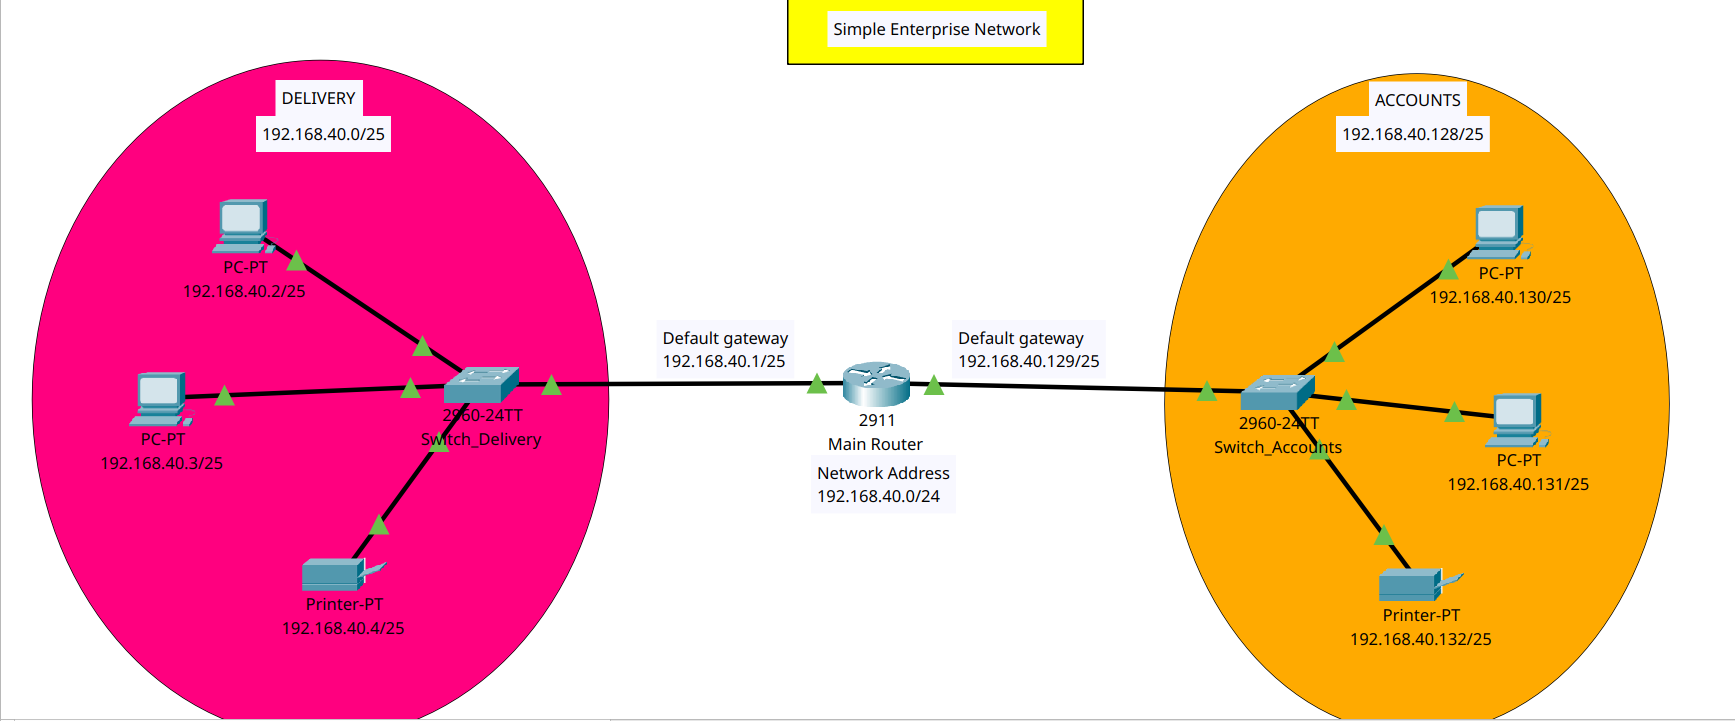 Simple Enterprise Network
DELIVERY
192.168.40.0/25
PC-PT
192.168.40.2/25
PC-PT
192.168.40.3/25
2960-24TT
Switch_Delivery
Printer-PT
192.168.40.4/25
Default gateway
192.168.40.1/25
2911
Main Router
Network Address
192.168.40.0/24
Default gateway
192.168.40.129/25
ACCOUNTS
192.168.40.128/25
PC-PT
192.168.40.130/25
2960-24TT
Switch_Accounts
PC-PT
192.168.40.131/25
Printer-PT
192.168.40.132/25